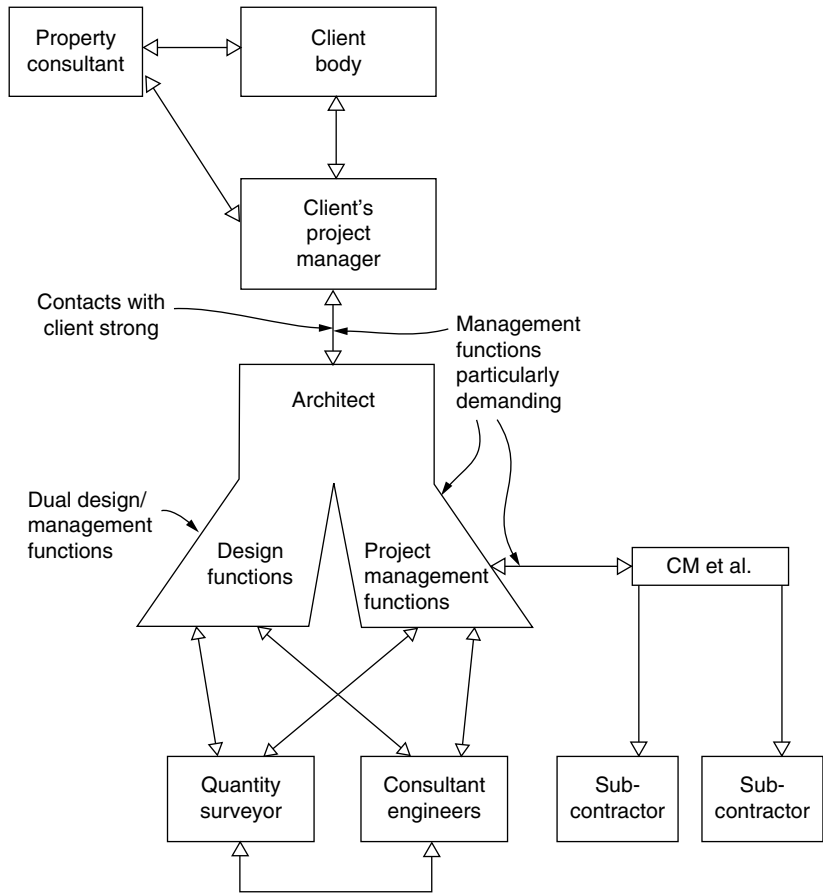 Property
consultant
Client
body
Client's
project
manager
Contacts with
client strong
Management
functions
particularly
demanding
Architect
Dual design/
management
functions
Design
functions
Project
management
functions
CM et al.
Quantity
surveyor
Consultant
engineers
Sub-
contractor
Sub-
contractor